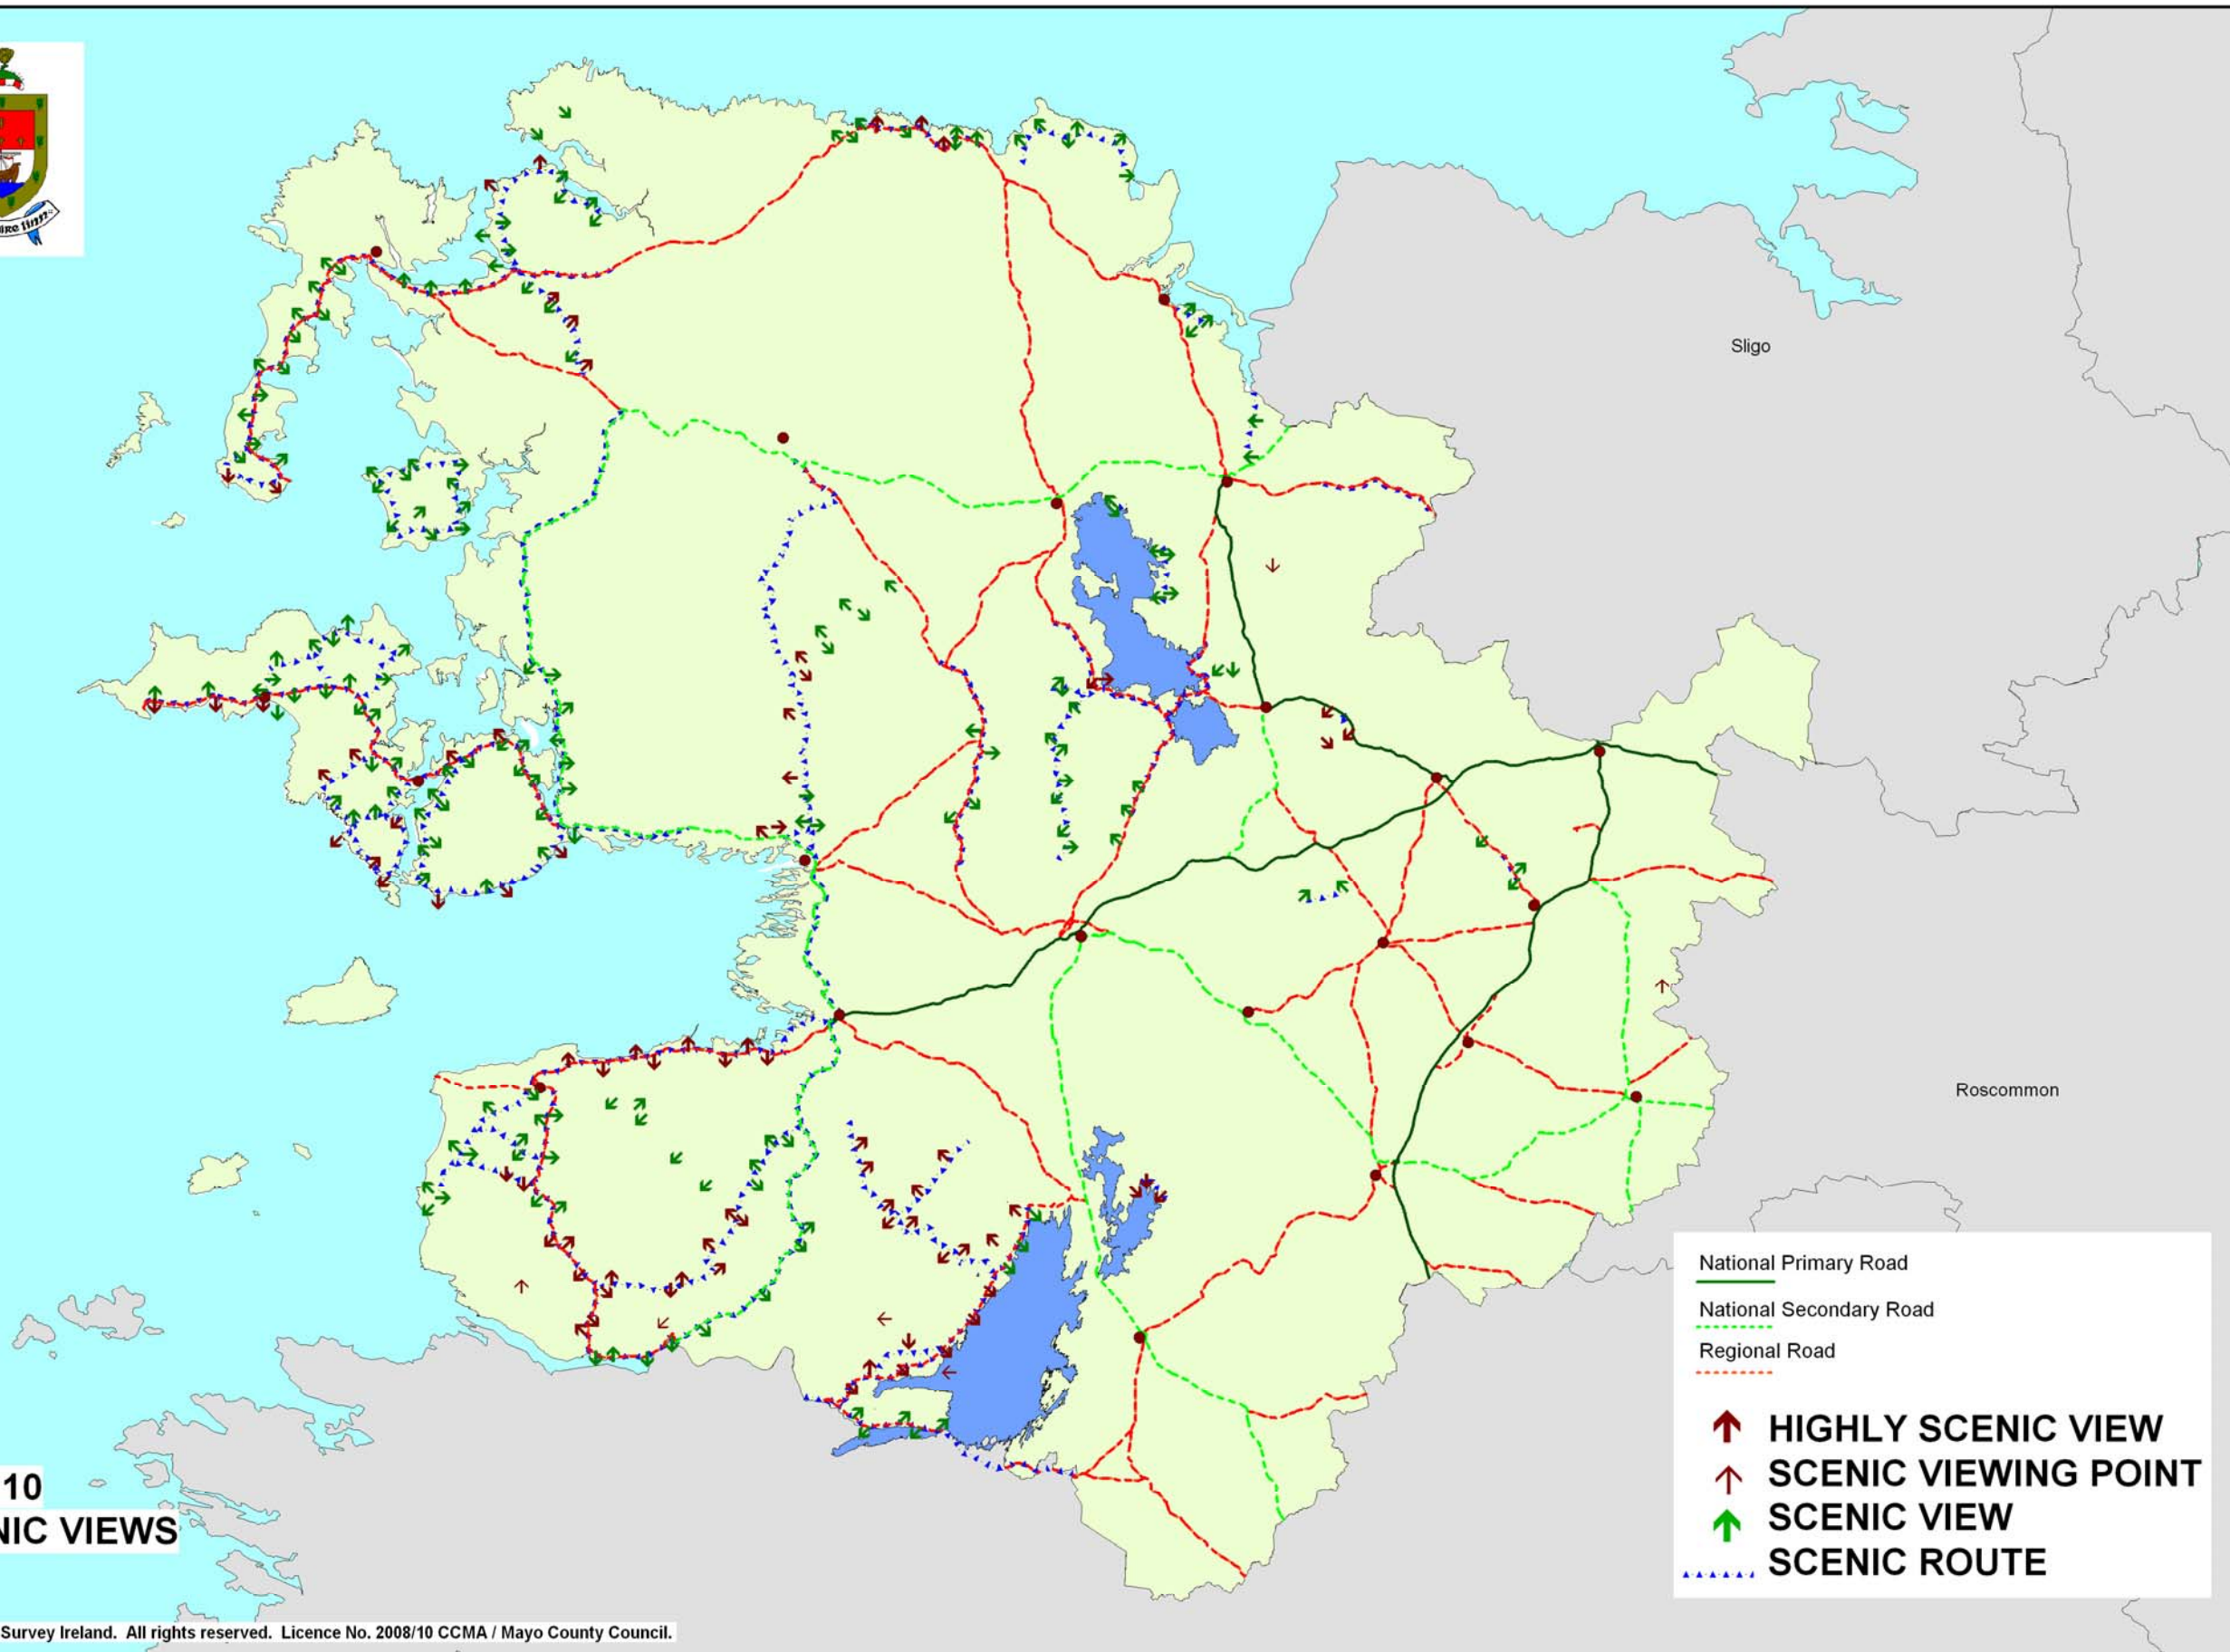 Sligo
Roscommon
National Primary Road
National Secondary Road
Regional Road
HIGHLY SCENIC VIEW
SCENIC VIEWING POINT
SCENIC VIEW
SCENIC ROUTE
10
VIEWS
Survey Ireland. All rights reserved. Licence No. 2008/10 CCMA / Mayo County Council.